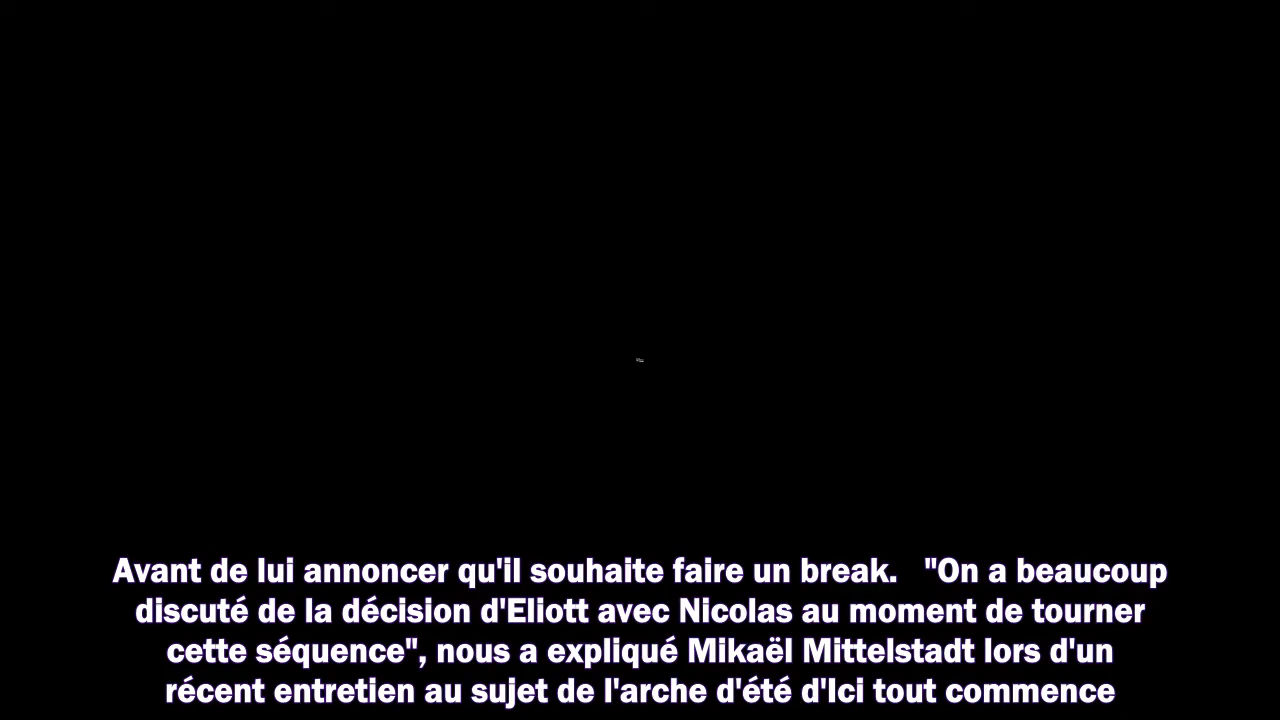 Avant de lui annoncer qu'il souhaite faire un break.   "On a beaucoup
discuté de la décision d'Eliott avec Nicolas au moment de tourner
cette séquence", nous a expliqué Mikaël Mittelstadt lors d'un
récent entretien au sujet de l'arche d'été d'Ici tout commence